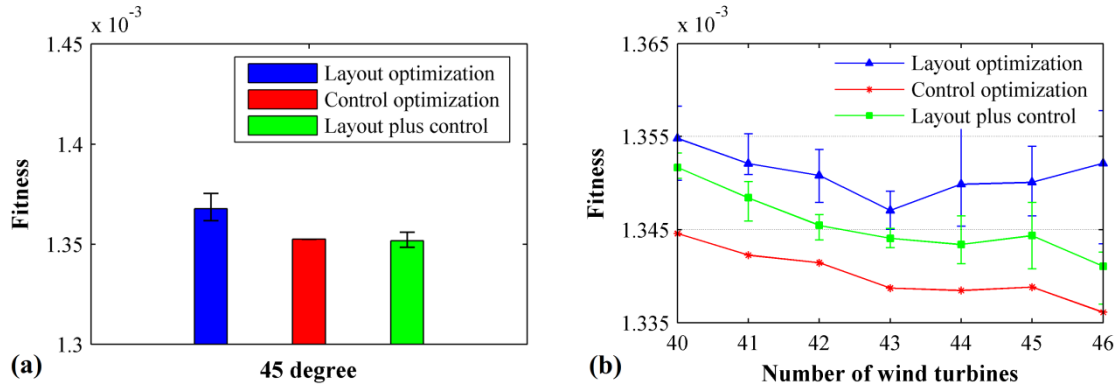 x 10⁻³
1.45
1.4
1.35
1.3
Fitness
Layout optimization
Control optimization
Layout plus control
45 degree
(a)
x 10⁻³
1.365
1.355
1.345
1.335
Fitness
Layout optimization
Control optimization
Layout plus control
40 41 42 43 44 45 46
Number of wind turbines
(b)